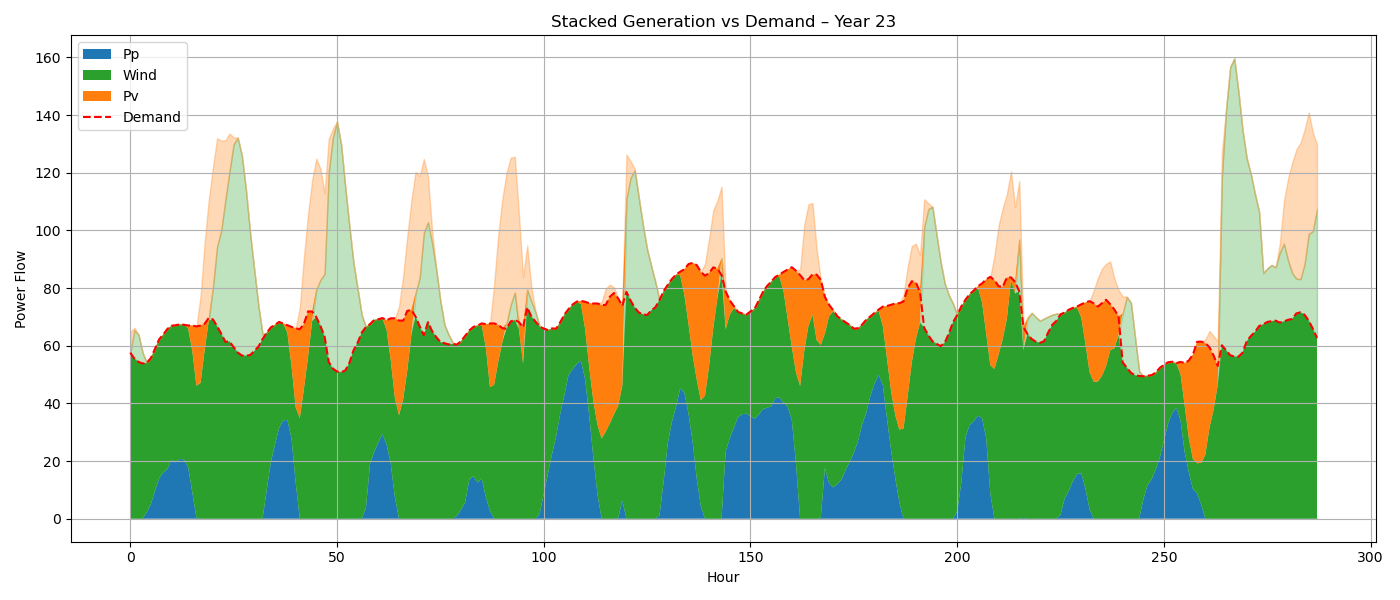 Stacked Generation vs Demand – Year 23
Power Flow
160
140
120
100
80
60
40
20
0
Pp
Wind
Pv
Demand
0 50 100 150 200 250 300
Hour